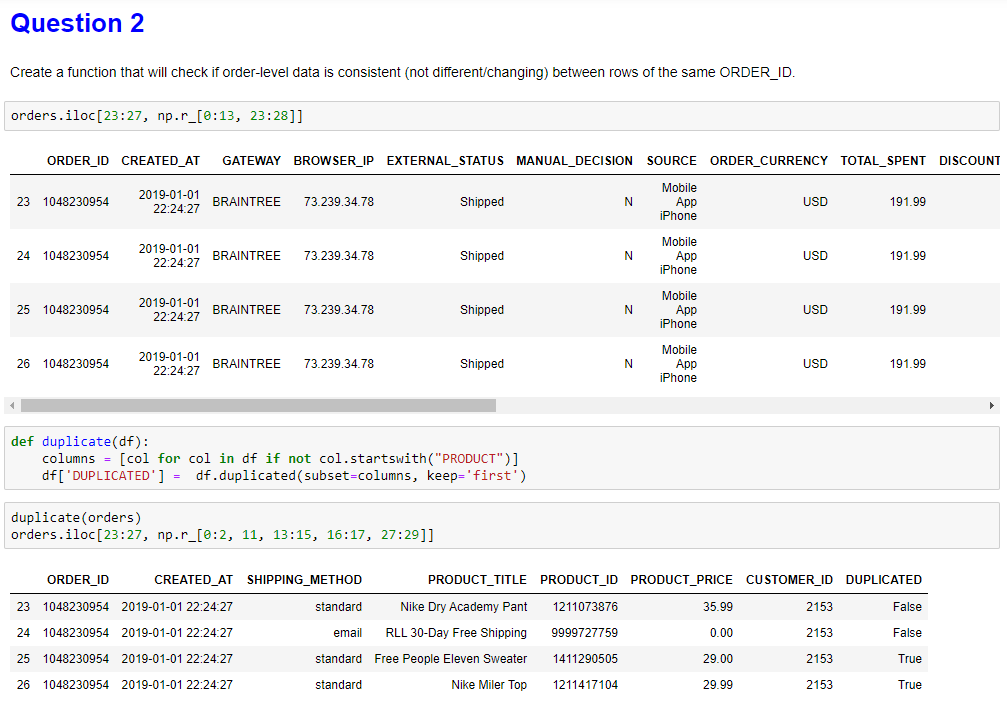 Question 2
Create a function that will check if order-level data is consistent (not different/changing) between rows of the same ORDER_ID.
orders.iloc[23:27, np.r_[0:13, 23:28]]
ORDER_ID CREATED_AT GATEWAY BROWSER_IP EXTERNAL_STATUS MANUAL_DECISION SOURCE ORDER_CURRENCY TOTAL_SPENT DISCOUNT
23 1048230954 2019-01-01 22:24:27 BRAINTREE 73.239.34.78 Shipped N Mobile App iPhone USD 191.99
24 1048230954 2019-01-01 22:24:27 BRAINTREE 73.239.34.78 Shipped N Mobile App iPhone USD 191.99
25 1048230954 2019-01-01 22:24:27 BRAINTREE 73.239.34.78 Shipped N Mobile App iPhone USD 191.99
26 1048230954 2019-01-01 22:24:27 BRAINTREE 73.239.34.78 Shipped N Mobile App iPhone USD 191.99
def duplicate(df):
    columns = [col for col in df if not col.startswith("PRODUCT")]
    df['DUPLICATED'] =  df.duplicated(subset=columns, keep='first')
duplicate(orders)
orders.iloc[23:27, np.r_[0:2, 11, 13:15, 16:17, 27:29]]
ORDER_ID CREATED_AT SHIPPING_METHOD PRODUCT_TITLE PRODUCT_ID PRODUCT_PRICE CUSTOMER_ID DUPLICATED
23 1048230954 2019-01-01 22:24:27 standard Nike Dry Academy Pant 1211073876 35.99 2153 False
24 1048230954 2019-01-01 22:24:27 email RLL 30-Day Free Shipping 9999727759 0.00 2153 False
25 1048230954 2019-01-01 22:24:27 standard Free People Eleven Sweater 1411290505 29.00 2153 True
26 1048230954 2019-01-01 22:24:27 standard Nike Miler Top 1211417104 29.99 2153 True